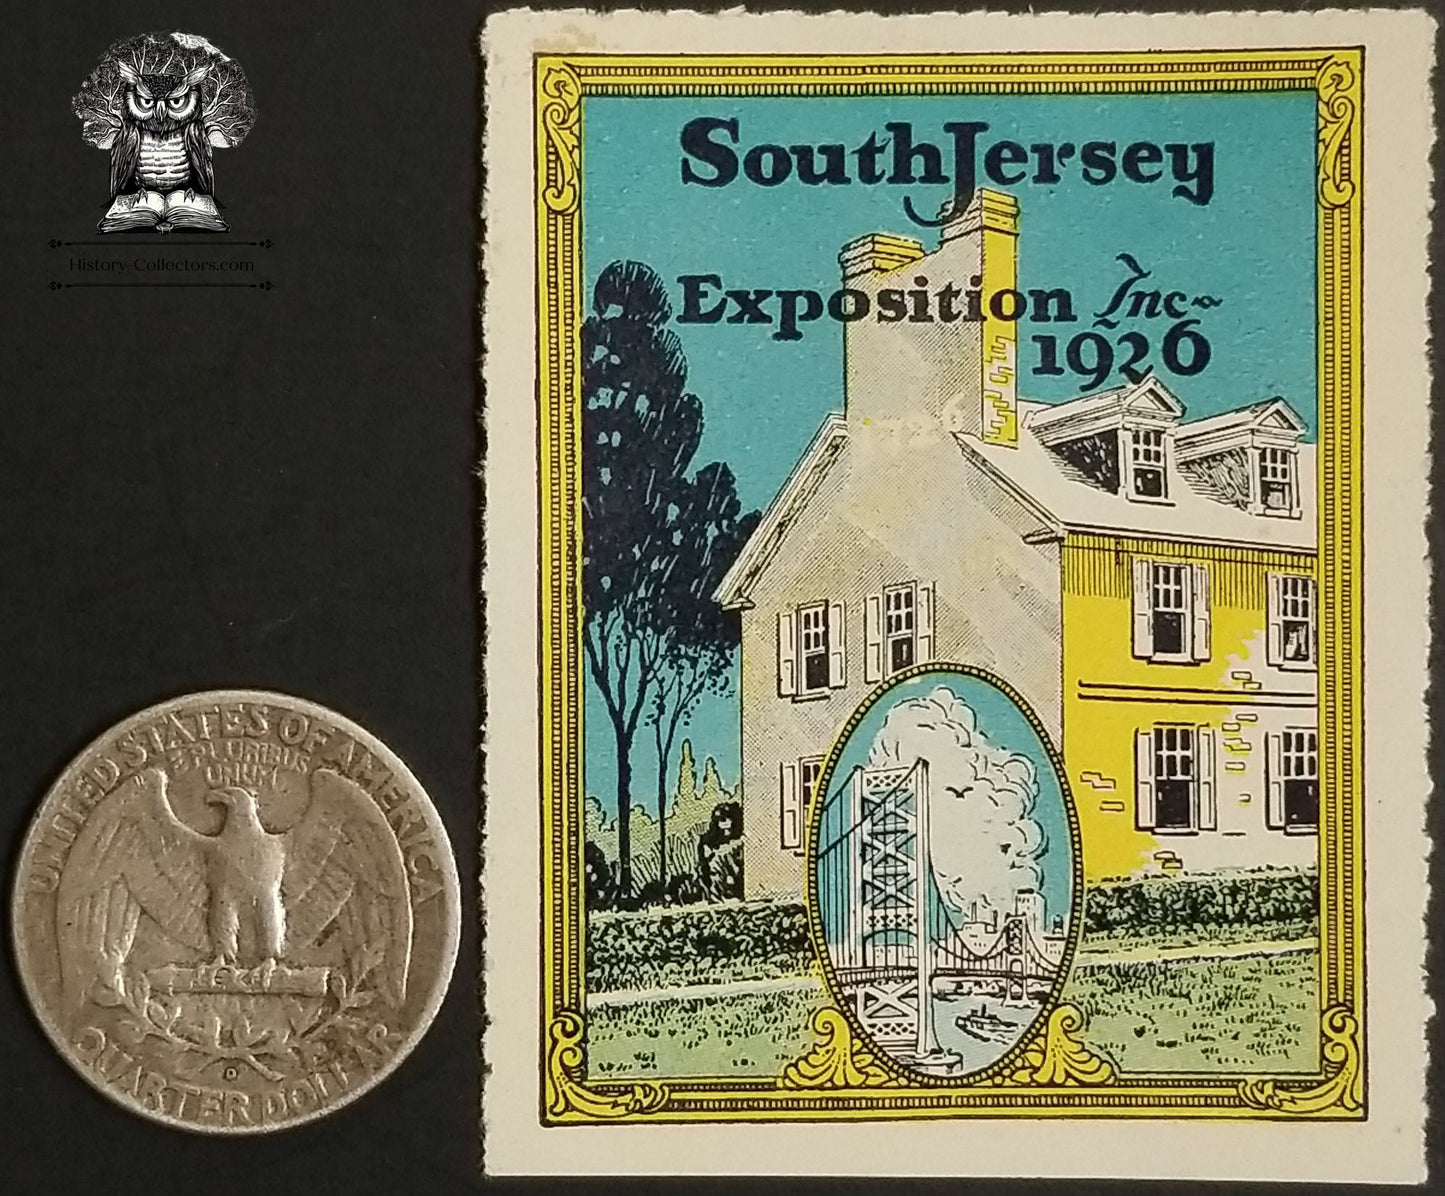 History-Collectors.com
South Jersey
Exposition Inc.
1926
UNITED STATES OF AMERICA
E PLURIBUS
UNUM
D
QUARTER DOLLAR